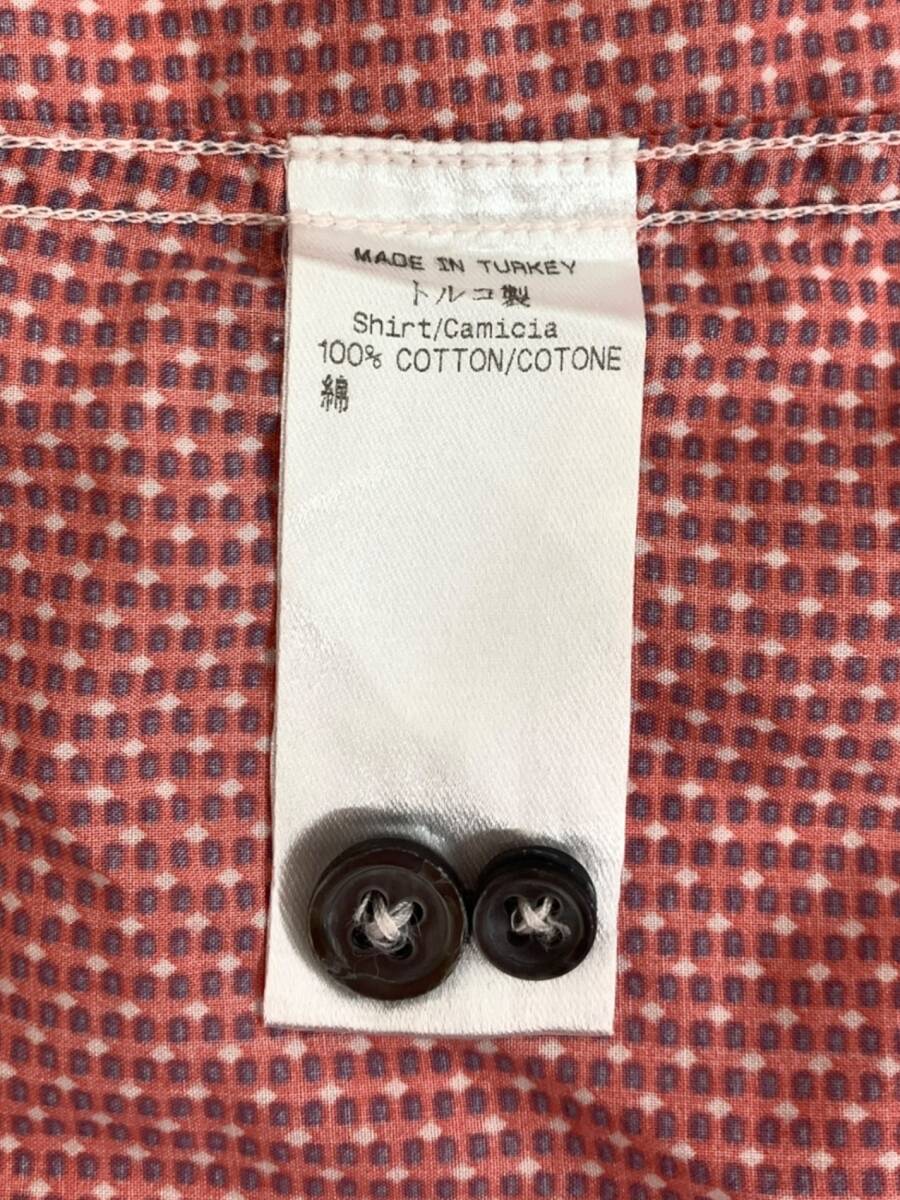 MADE IN TURKEY
トルコ製
Shirt/Camicia
100% COTTON/COTONE
綿